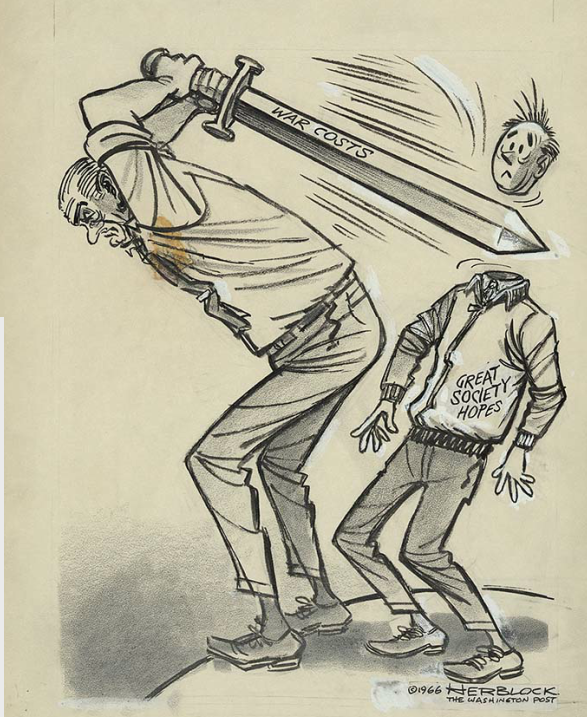 WAR COSTS
GREAT
SOCIETY
HOPES
©1966 HERBLOCK
THE WASHINGTON POST